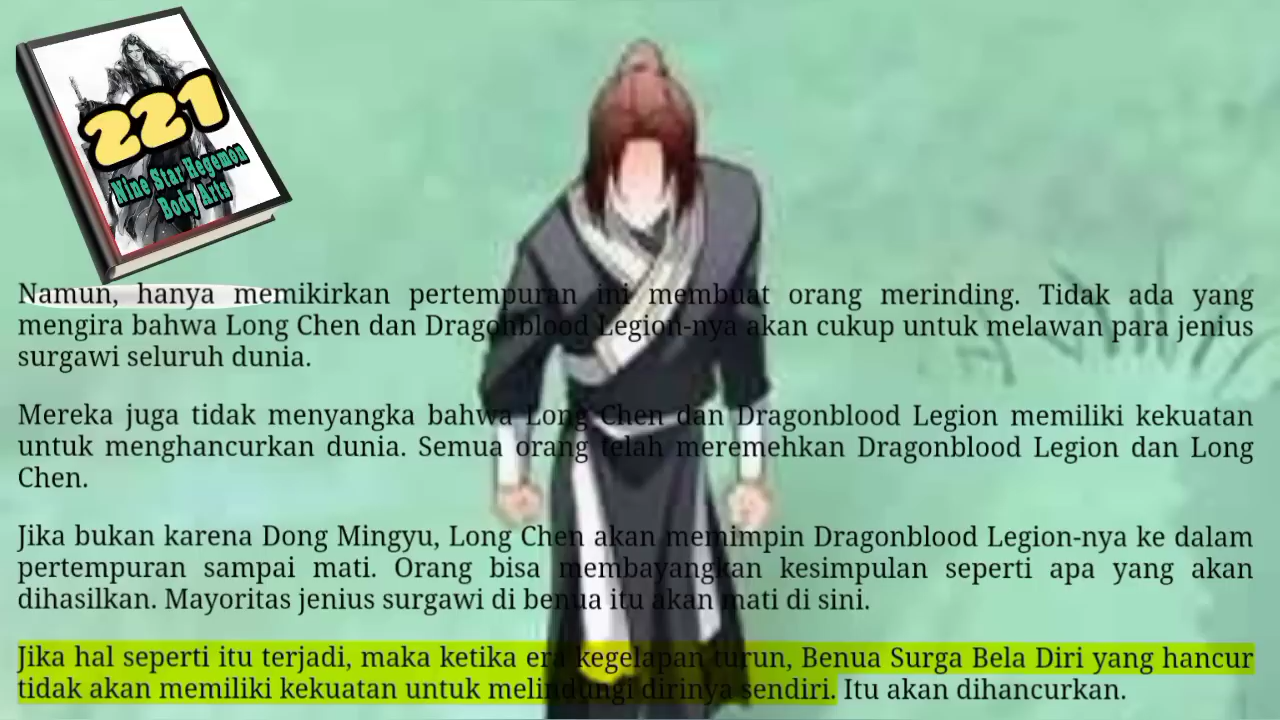 221
Nine Star Hegemon
Body Arts
Namun, hanya memikirkan pertempuran ini membuat orang merinding. Tidak ada yang
mengira bahwa Long Chen dan Dragonblood Legion-nya akan cukup untuk melawan para jenius
surgawi seluruh dunia.
Mereka juga tidak menyangka bahwa Long Chen dan Dragonblood Legion memiliki kekuatan
untuk menghancurkan dunia. Semua orang telah meremehkan Dragonblood Legion dan Long
Chen.
Jika bukan karena Dong Mingyu, Long Chen akan memimpin Dragonblood Legion-nya ke dalam
pertempuran sampai mati. Orang bisa membayangkan kesimpulan seperti apa yang akan
dihasilkan. Mayoritas jenius surgawi di benua itu akan mati di sini.
Jika hal seperti itu terjadi, maka ketika era kegelapan turun, Benua Surga Bela Diri yang hancur
tidak akan memiliki kekuatan untuk melindungi dirinya sendiri. Itu akan dihancurkan.